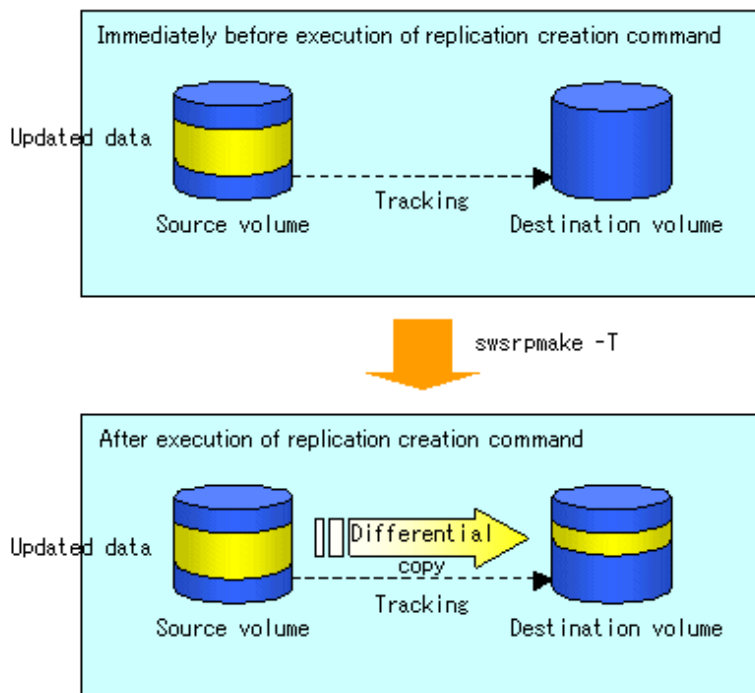 Immediately before execution of replication creation command
Updated data
Tracking
Source volume
Destination volume
swsrpmake -T
After execution of replication creation command
Updated data
Differential
copy
Tracking
Source volume
Destination volume